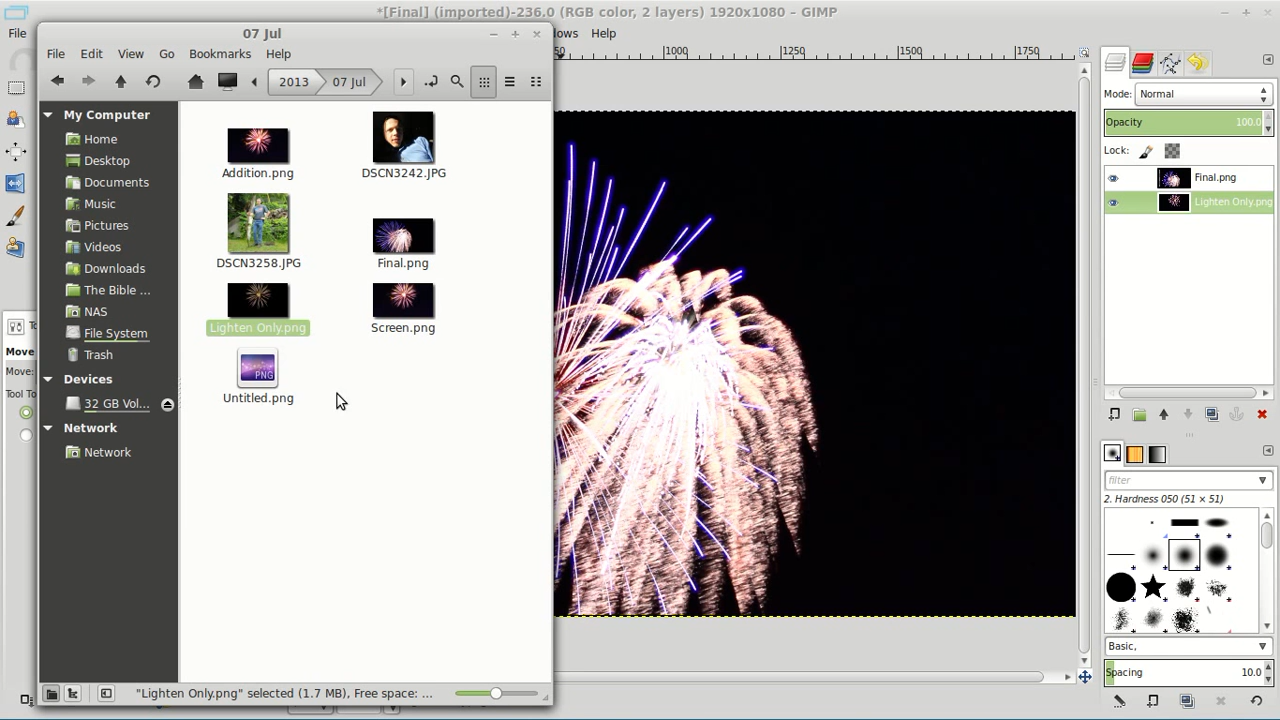 *[Final] (imported)-236.0 (RGB color, 2 layers) 1920x1080 – GIMP
File
Help
07 Jul
File Edit View Go Bookmarks Help
2013 07 Jul
My Computer
Home
Desktop
Documents
Music
Pictures
Videos
Downloads
The Bible ...
NAS
File System
Trash
Devices
32 GB Vol...
Network
Network
Addition.png
DSCN3242.JPG
DSCN3258.JPG
Final.png
Lighten Only.png
Screen.png
PNG
Untitled.png
"Lighten Only.png" selected (1.7 MB), Free space: ...
1000 1250 1500 1750
Move
Move:
Mode: Normal
Opacity 100.0
Lock:
Final.png
Lighten Only.png
filter
2. Hardness 050 (51 × 51)
Basic,
Spacing 10.0